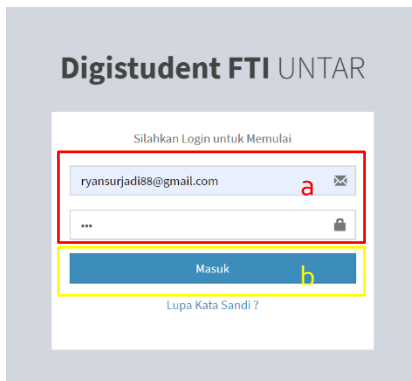 Digistudent FTI UNTAR
Silahkan Login untuk Memulai
ryansurjadi88@gmail.com a
•••
Masuk b
Lupa Kata Sandi ?